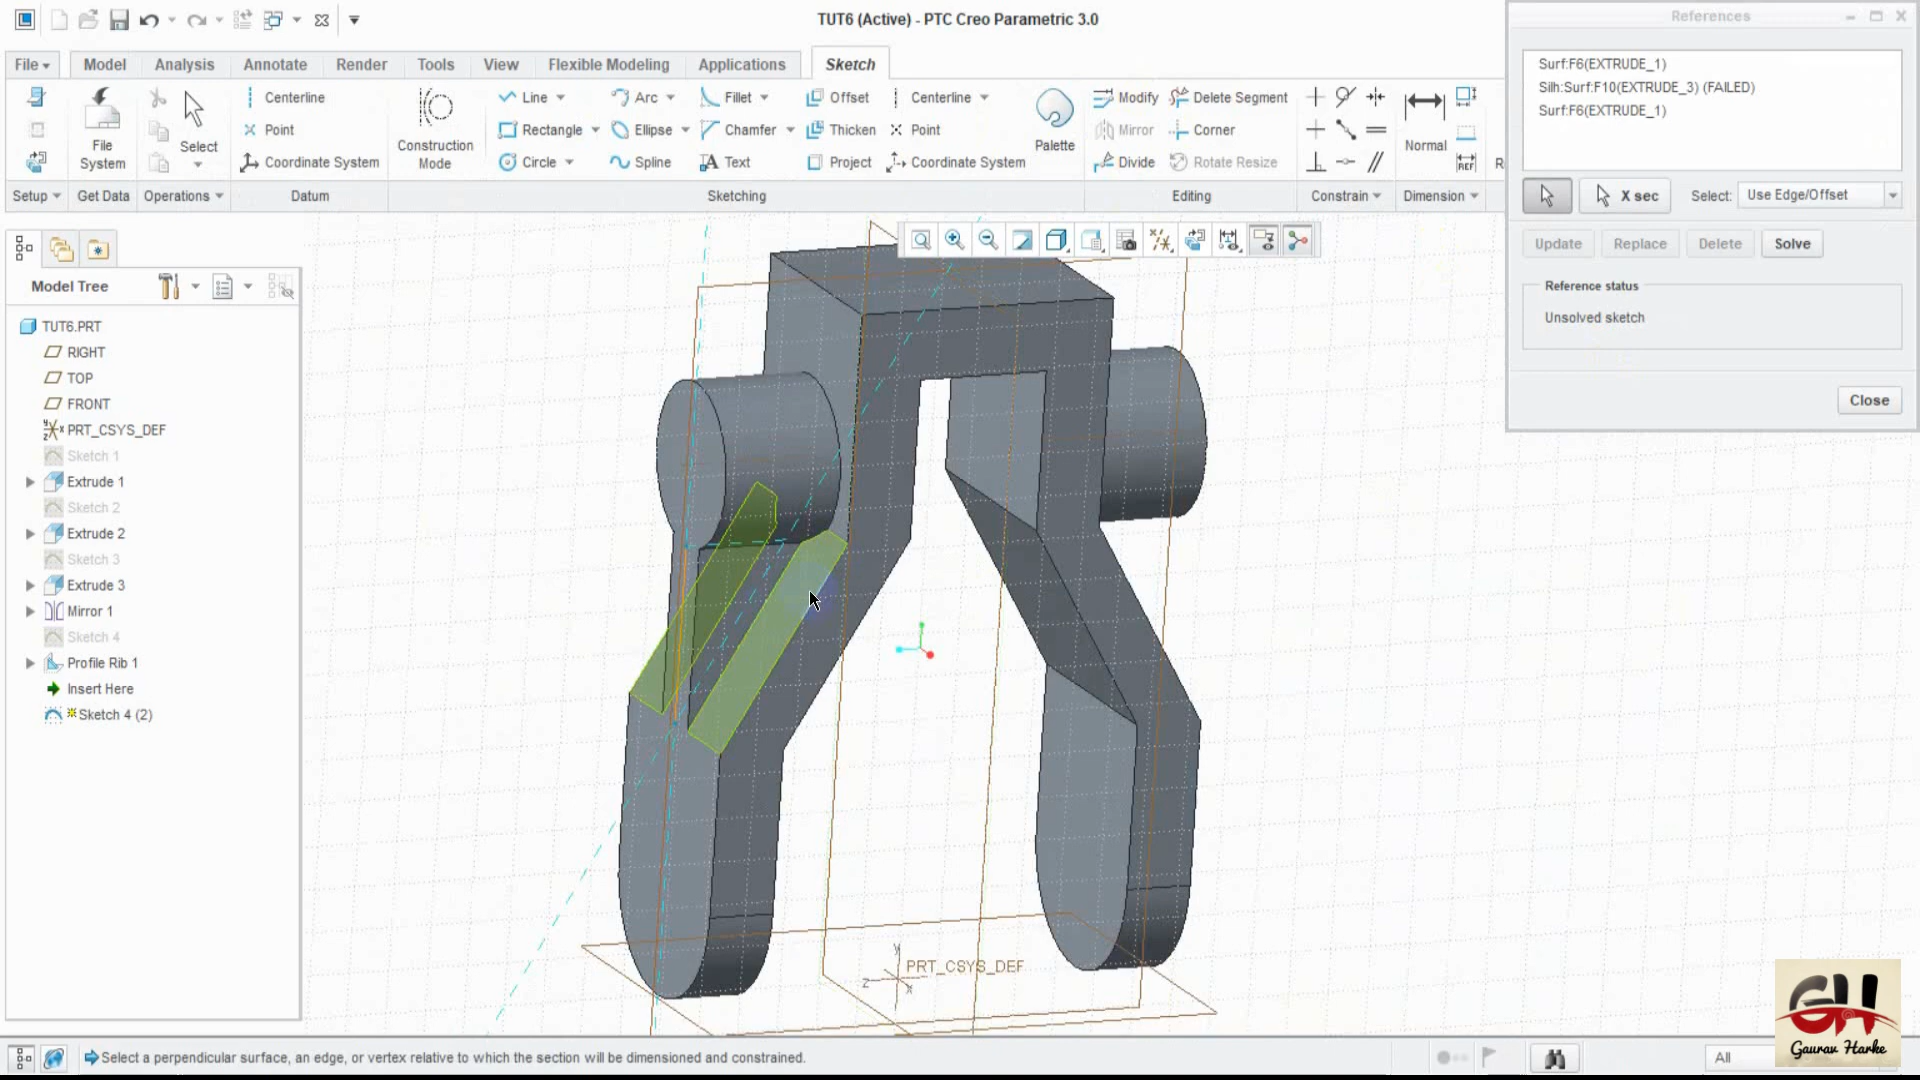 TUT6 (Active) - PTC Creo Parametric 3.0
File Model Analysis Annotate Render Tools View Flexible Modeling Applications Sketch
File System
Select
Centerline
Point
Coordinate System
Construction Mode
Line Arc Fillet Offset Centerline
Rectangle Ellipse Chamfer Thicken Point
Circle Spline Text Project Coordinate System
Palette
Modify Delete Segment
Mirror Corner
Divide Rotate Resize
Normal
REF
R
Setup Get Data Operations Datum Sketching Editing Constrain Dimension
References
Surf:F6(EXTRUDE_1)
Silh:Surf:F10(EXTRUDE_3) (FAILED)
Surf:F6(EXTRUDE_1)
X sec Select: Use Edge/Offset
Update Replace Delete Solve
Reference status
Unsolved sketch
Close
Model Tree
TUT6.PRT
RIGHT
TOP
FRONT
PRT_CSYS_DEF
Sketch 1
Extrude 1
Sketch 2
Extrude 2
Sketch 3
Extrude 3
Mirror 1
Sketch 4
Profile Rib 1
Insert Here
Sketch 4 (2)
y
PRT_CSYS_DEF
z
x
Select a perpendicular surface, an edge, or vertex relative to which the section will be dimensioned and constrained.
All
GH
Gaurav Harke